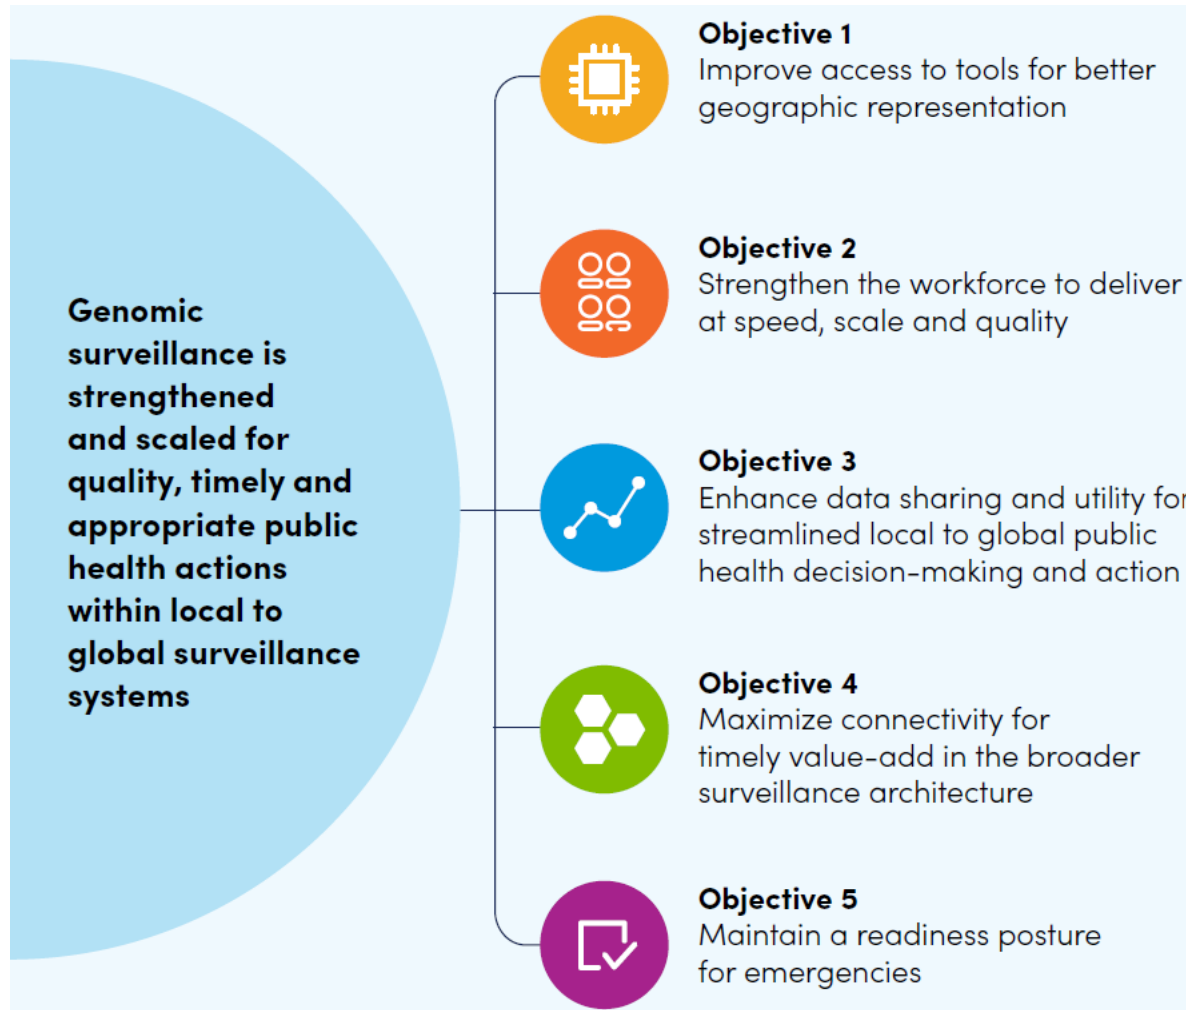 Genomic
surveillance is
strengthened
and scaled for
quality, timely and
appropriate public
health actions
within local to
global surveillance
systems
Objective 1
Improve access to tools for better
geographic representation
Objective 2
Strengthen the workforce to deliver
at speed, scale and quality
Objective 3
Enhance data sharing and utility for
streamlined local to global public
health decision-making and action
Objective 4
Maximize connectivity for
timely value-add in the broader
surveillance architecture
Objective 5
Maintain a readiness posture
for emergencies